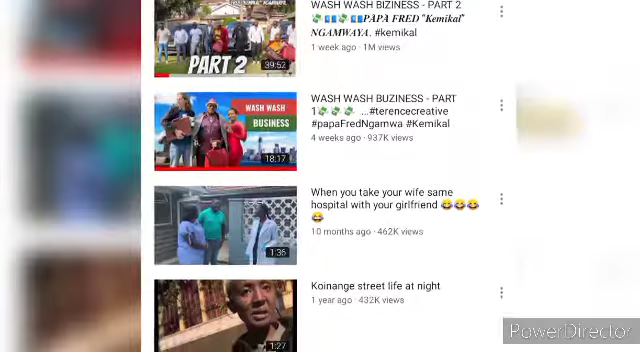 WASH WASH BIZINESS - PART 2
💸💶💸💶PAPA FRED "Kemikal"
NGAMWAYA. #kemikal
1 week ago · 1M views
PART 2
39:52
WASH WASH BUZINESS - PART
1💸💸💸 ...#terencecreative
#papaFredNgamwa #Kemikal
4 weeks ago · 937K views
WASH WASH
BUSINESS
18:17
When you take your wife same
hospital with your girlfriend 😂😂😂
😂
10 months ago · 462K views
1:36
Koinange street life at night
1 year ago · 432K views
1:27
PowerDirector